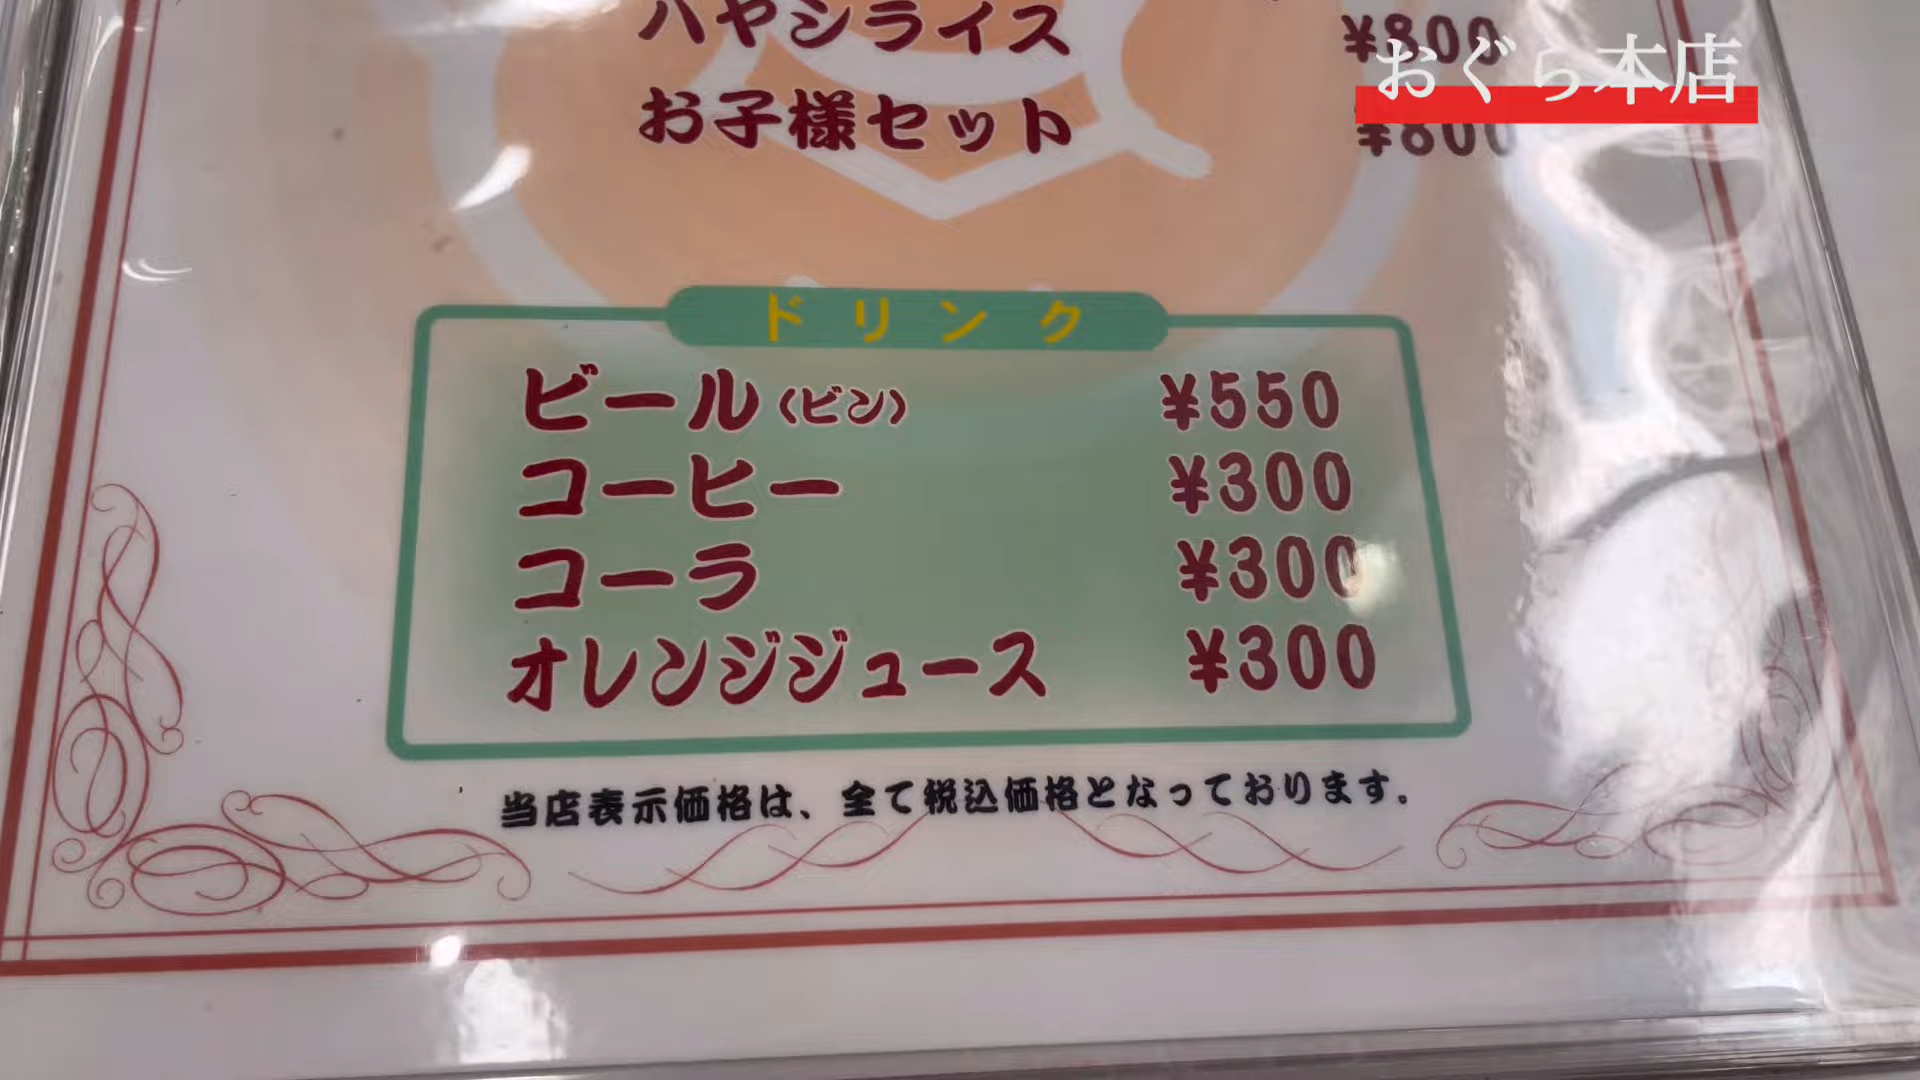 ハヤシライス ¥800
おぐら本店
お子様セット ¥800
ドリンク
ビール(ビン) ¥550
コーヒー ¥300
コーラ ¥300
オレンジジュース ¥300
当店表示価格は、全て税込価格となっております。